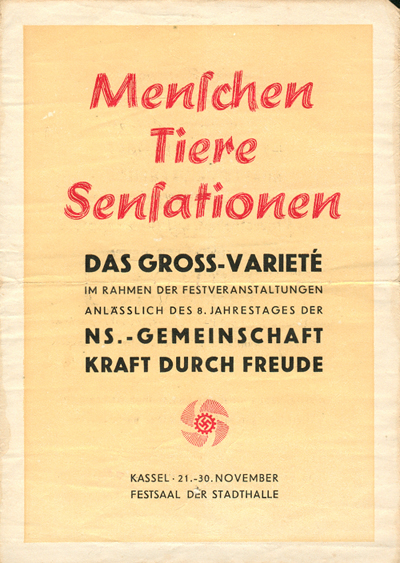 Menſchen
Tiere
Senſationen
DAS GROSS-VARIETÉ
IM RAHMEN DER FESTVERANSTALTUNGEN
ANLÄSSLICH DES 8. JAHRESTAGES DER
NS.-GEMEINSCHAFT
KRAFT DURCH FREUDE
KASSEL · 21.-30. NOVEMBER
FESTSAAL DER STADTHALLE